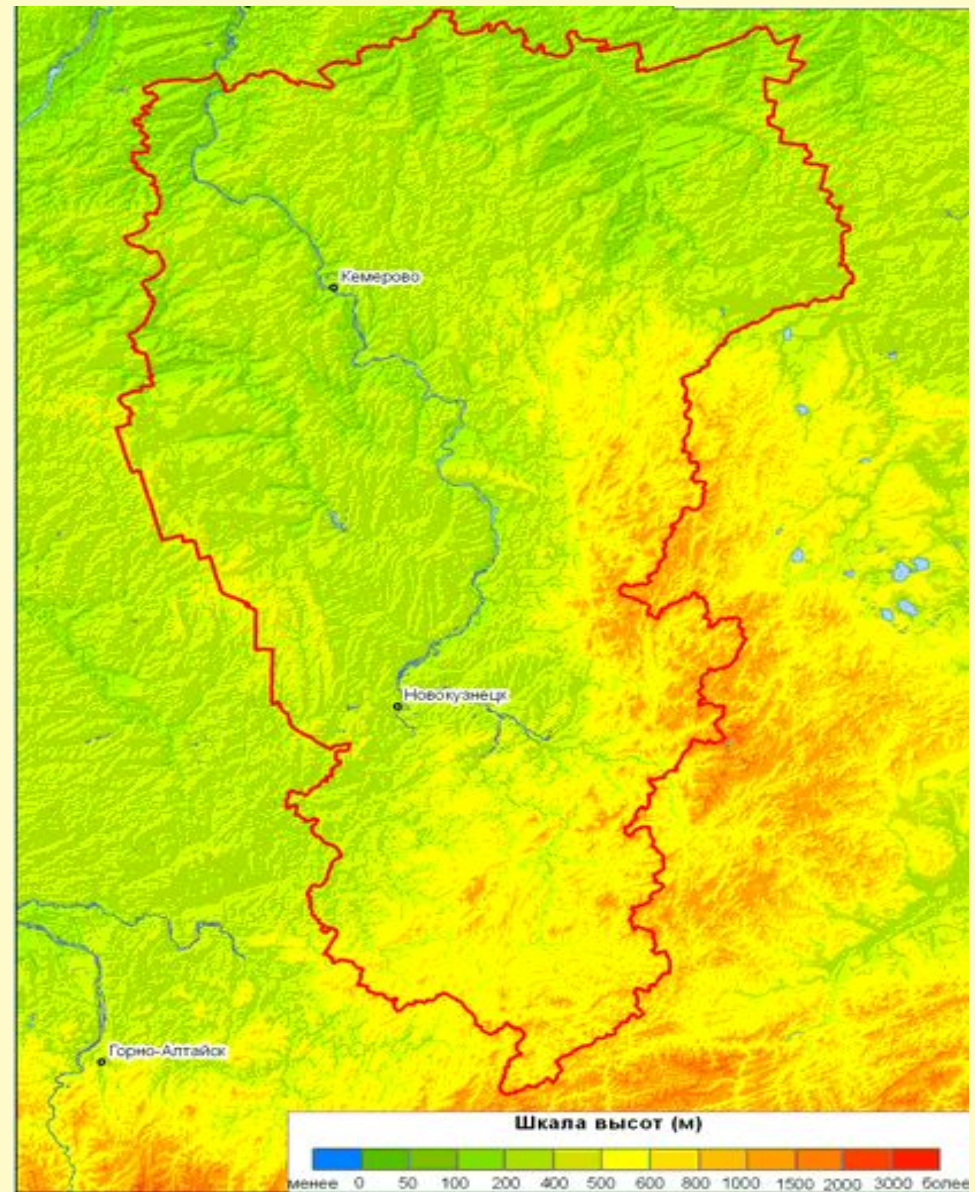 Кемерово
Новокузнецк
Горно-Алтайск
Шкала высот (м)
менее 0 50 100 200 400 500 600 800 1000 1500 2000 3000 более